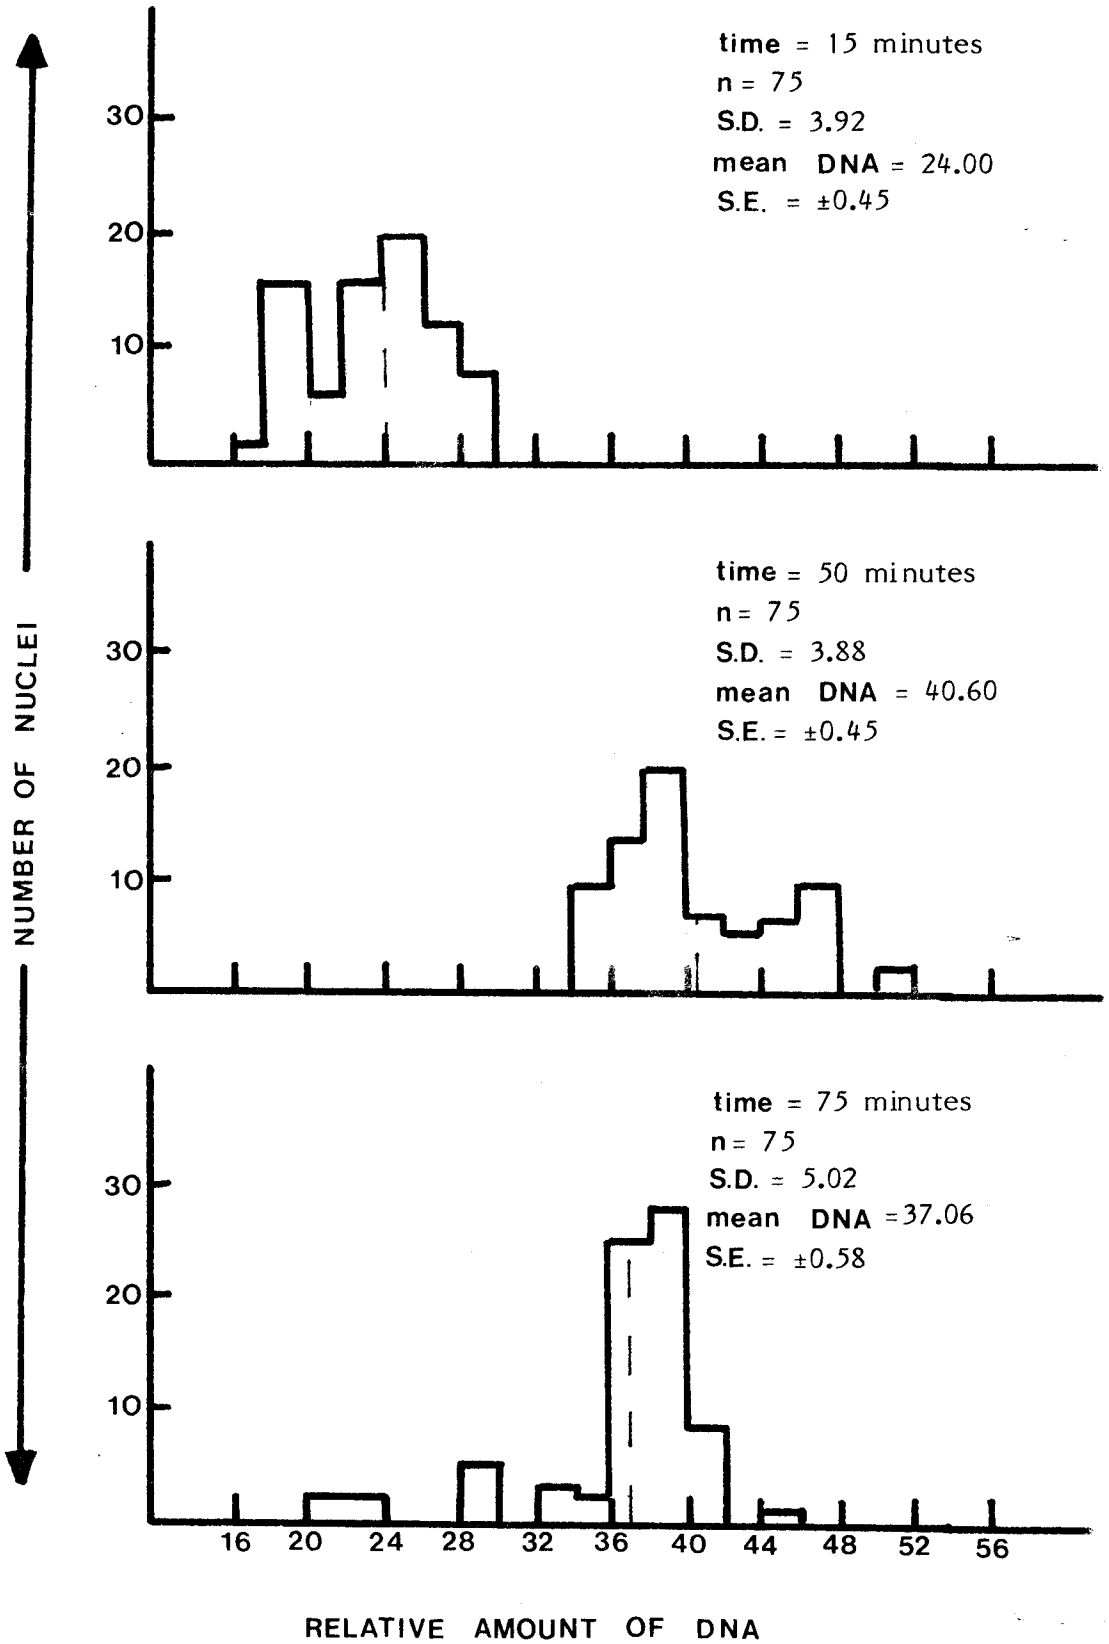 time = 15 minutes
n = 75
S.D. = 3.92
mean DNA = 24.00
S.E. = ±0.45
30
20
10
time = 50 minutes
n = 75
S.D. = 3.88
mean DNA = 40.60
S.E. = ±0.45
30
20
10
NUMBER OF NUCLEI
time = 75 minutes
n = 75
S.D. = 5.02
mean DNA = 37.06
S.E. = ±0.58
30
20
10
16 20 24 28 32 36 40 44 48 52 56
RELATIVE AMOUNT OF DNA